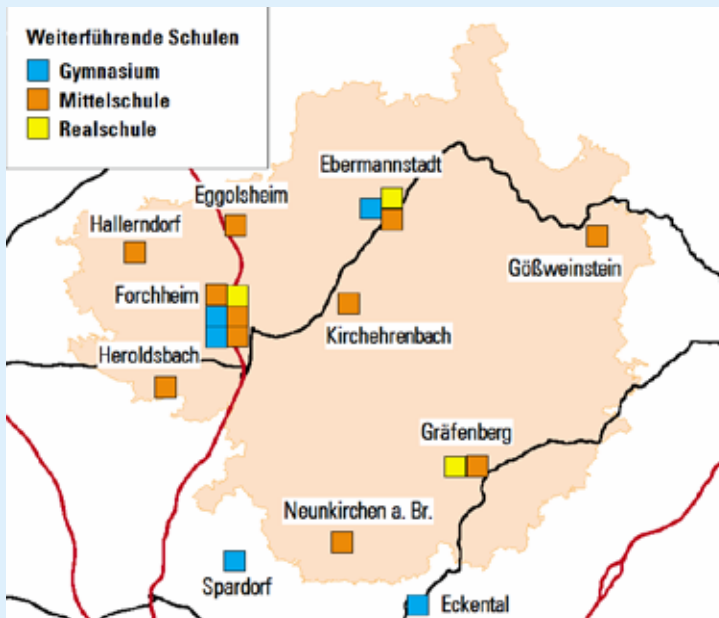 Weiterführende Schulen
Gymnasium
Mittelschule
Realschule
Ebermannstadt
Eggolsheim
Hallerndorf
Gößweinstein
Forchheim
Kirchehrenbach
Heroldsbach
Gräfenberg
Neunkirchen a. Br.
Spardorf
Eckental